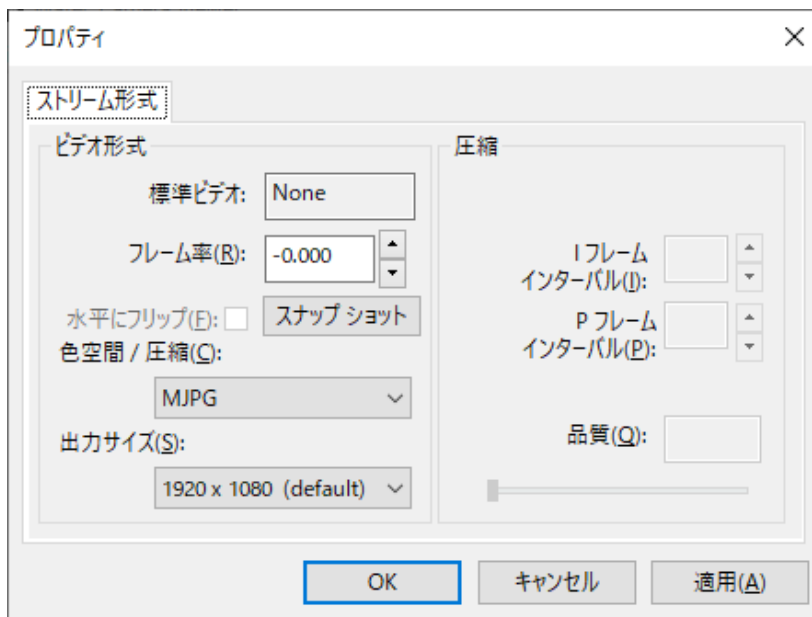 プロパティ
ストリーム形式
ビデオ形式
標準ビデオ: None
フレーム率(R): -0.000
水平にフリップ(F): スナップ ショット
色空間 / 圧縮(C):
MJPG
出力サイズ(S):
1920 x 1080 (default)
圧縮
I フレーム
インターバル(I):
P フレーム
インターバル(P):
品質(Q):
OK キャンセル 適用(A)